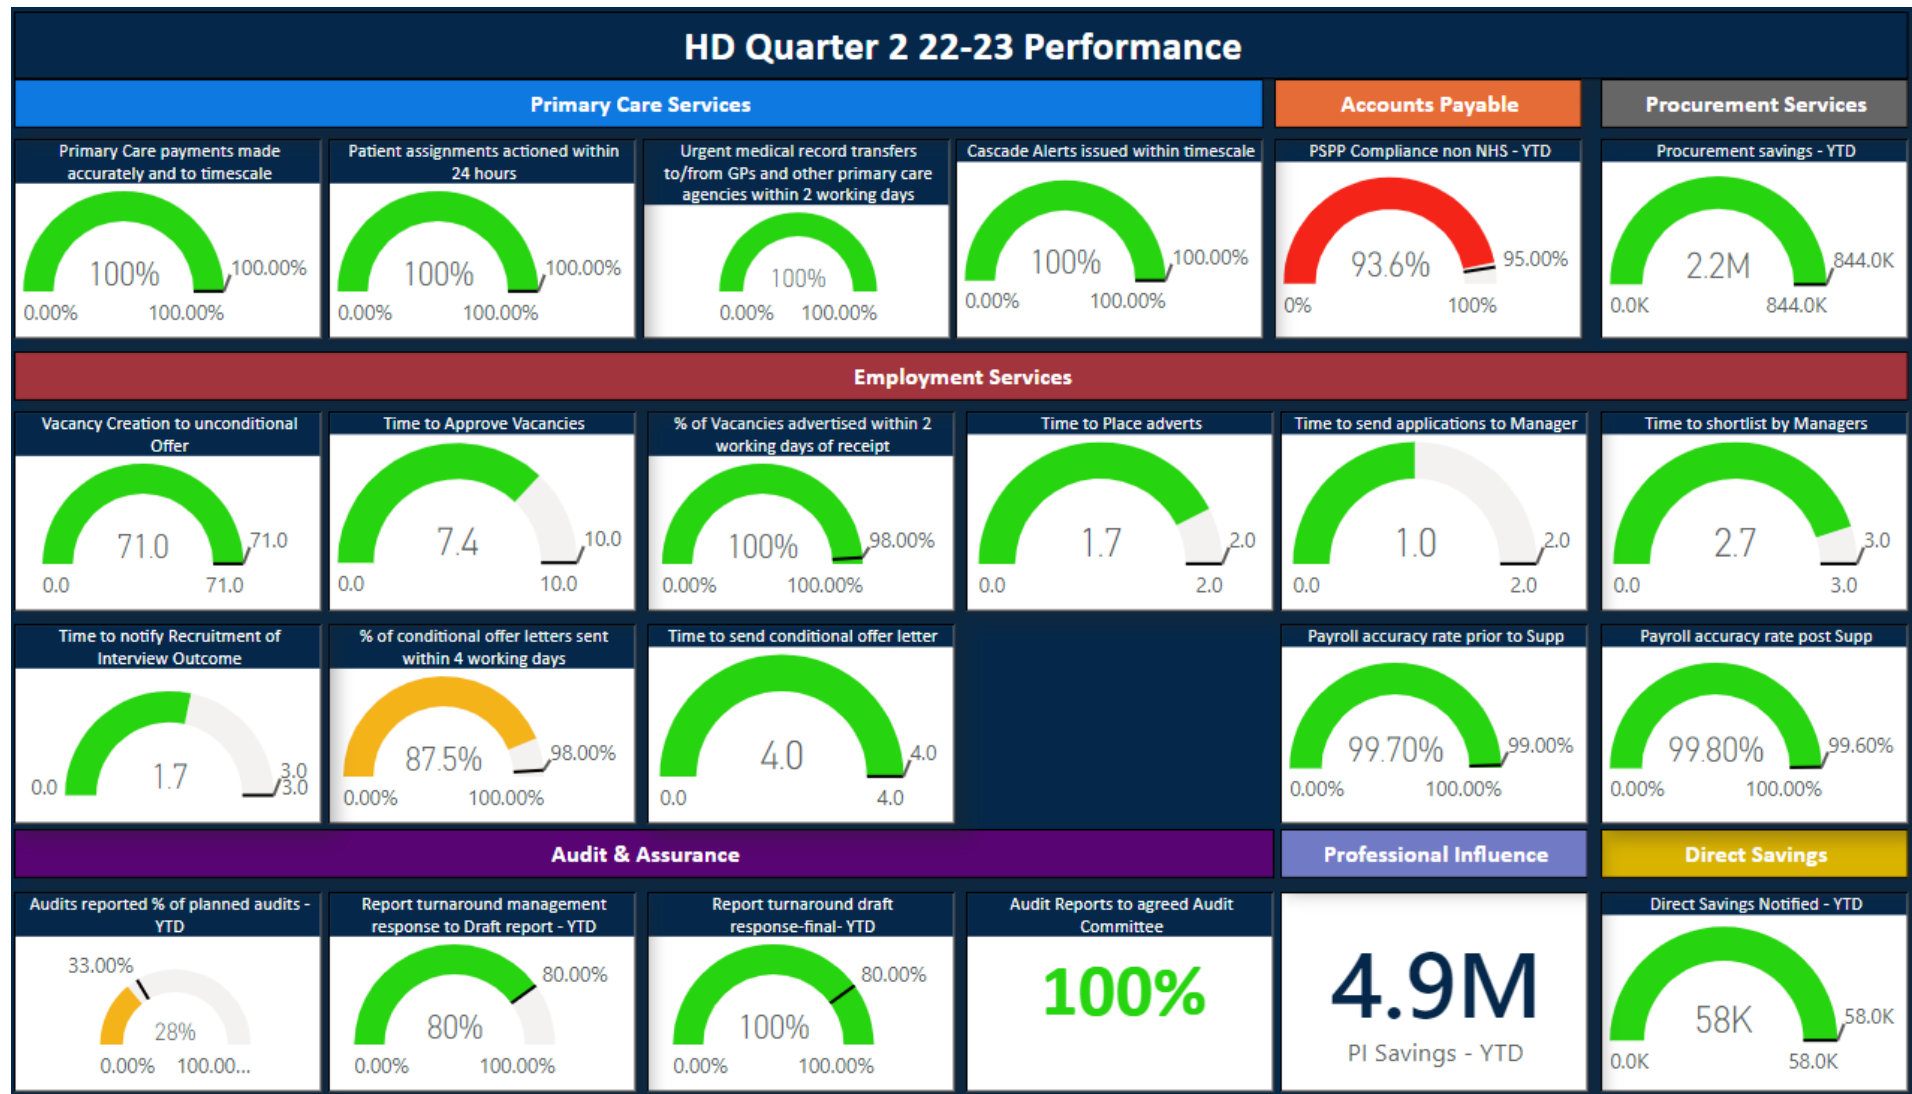 HD Quarter 2 22-23 Performance
Primary Care Services
Accounts Payable
Procurement Services
Primary Care payments made
accurately and to timescale
100%
100.00%
0.00%
100.00%
Patient assignments actioned within
24 hours
100%
100.00%
0.00%
100.00%
Urgent medical record transfers
to/from GPs and other primary care
agencies within 2 working days
100%
0.00%
100.00%
Cascade Alerts issued within timescale
100%
100.00%
0.00%
100.00%
PSPP Compliance non NHS - YTD
93.6%
95.00%
0%
100%
Procurement savings - YTD
2.2M
844.0K
0.0K
844.0K
Employment Services
Vacancy Creation to unconditional
Offer
71.0
71.0
0.0
71.0
Time to Approve Vacancies
7.4
10.0
0.0
10.0
% of Vacancies advertised within 2
working days of receipt
100%
98.00%
0.00%
100.00%
Time to Place adverts
1.7
2.0
0.0
2.0
Time to send applications to Manager
1.0
2.0
0.0
2.0
Time to shortlist by Managers
2.7
3.0
0.0
3.0
Time to notify Recruitment of
Interview Outcome
1.7
3.0
0.0
3.0
% of conditional offer letters sent
within 4 working days
87.5%
98.00%
0.00%
100.00%
Time to send conditional offer letter
4.0
4.0
0.0
4.0
Payroll accuracy rate prior to Supp
99.70%
99.00%
0.00%
100.00%
Payroll accuracy rate post Supp
99.80%
99.60%
0.00%
100.00%
Audit & Assurance
Professional Influence
Direct Savings
Audits reported % of planned audits -
YTD
33.00%
28%
0.00%
100.00...
Report turnaround management
response to Draft report - YTD
80.00%
80%
0.00%
100.00%
Report turnaround draft
response-final- YTD
80.00%
100%
0.00%
100.00%
Audit Reports to agreed Audit
Committee
100%
4.9M
PI Savings - YTD
Direct Savings Notified - YTD
58K
58.0K
0.0K
58.0K